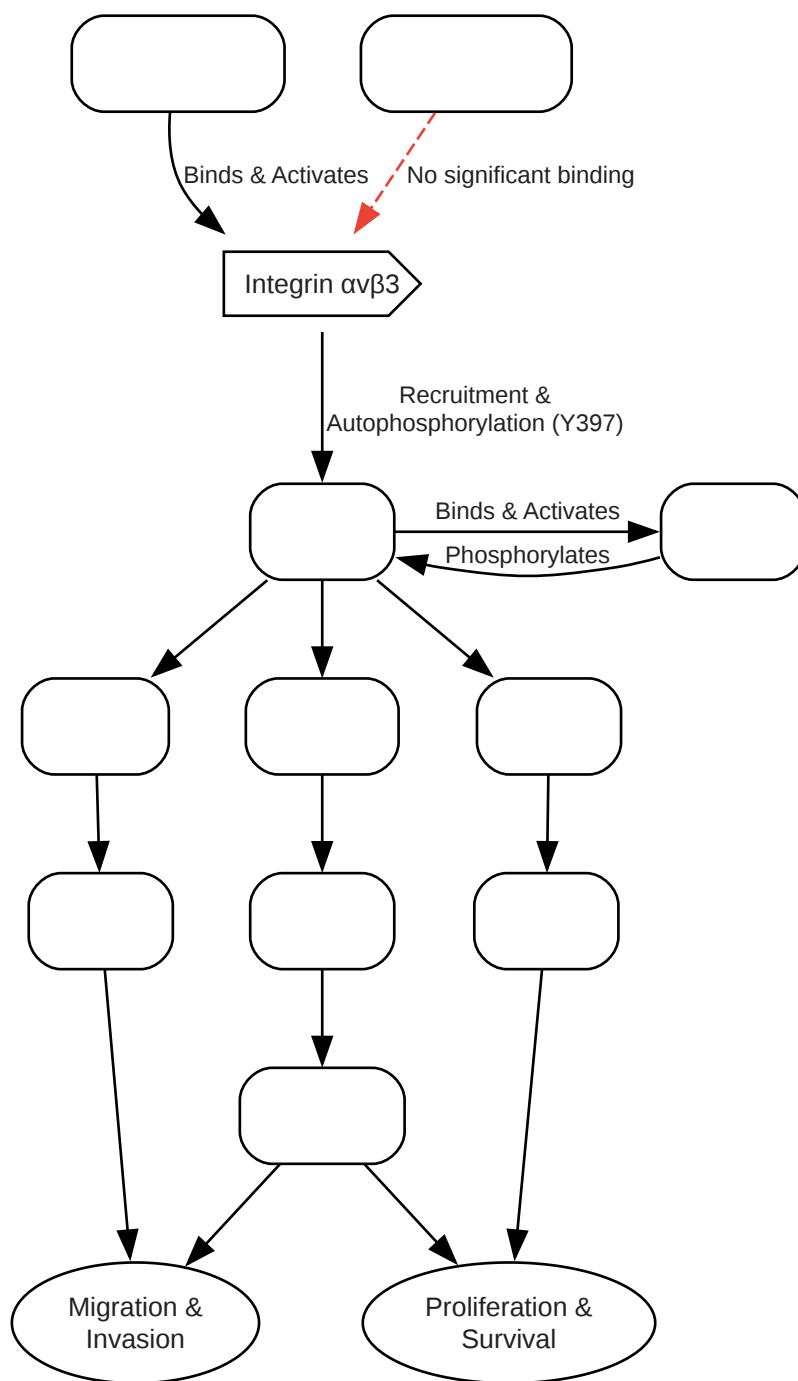 Binds & Activates
No significant binding
Integrin αvβ3
Recruitment &
Autophosphorylation (Y397)
Binds & Activates
Phosphorylates
Migration &
Invasion
Proliferation &
Survival